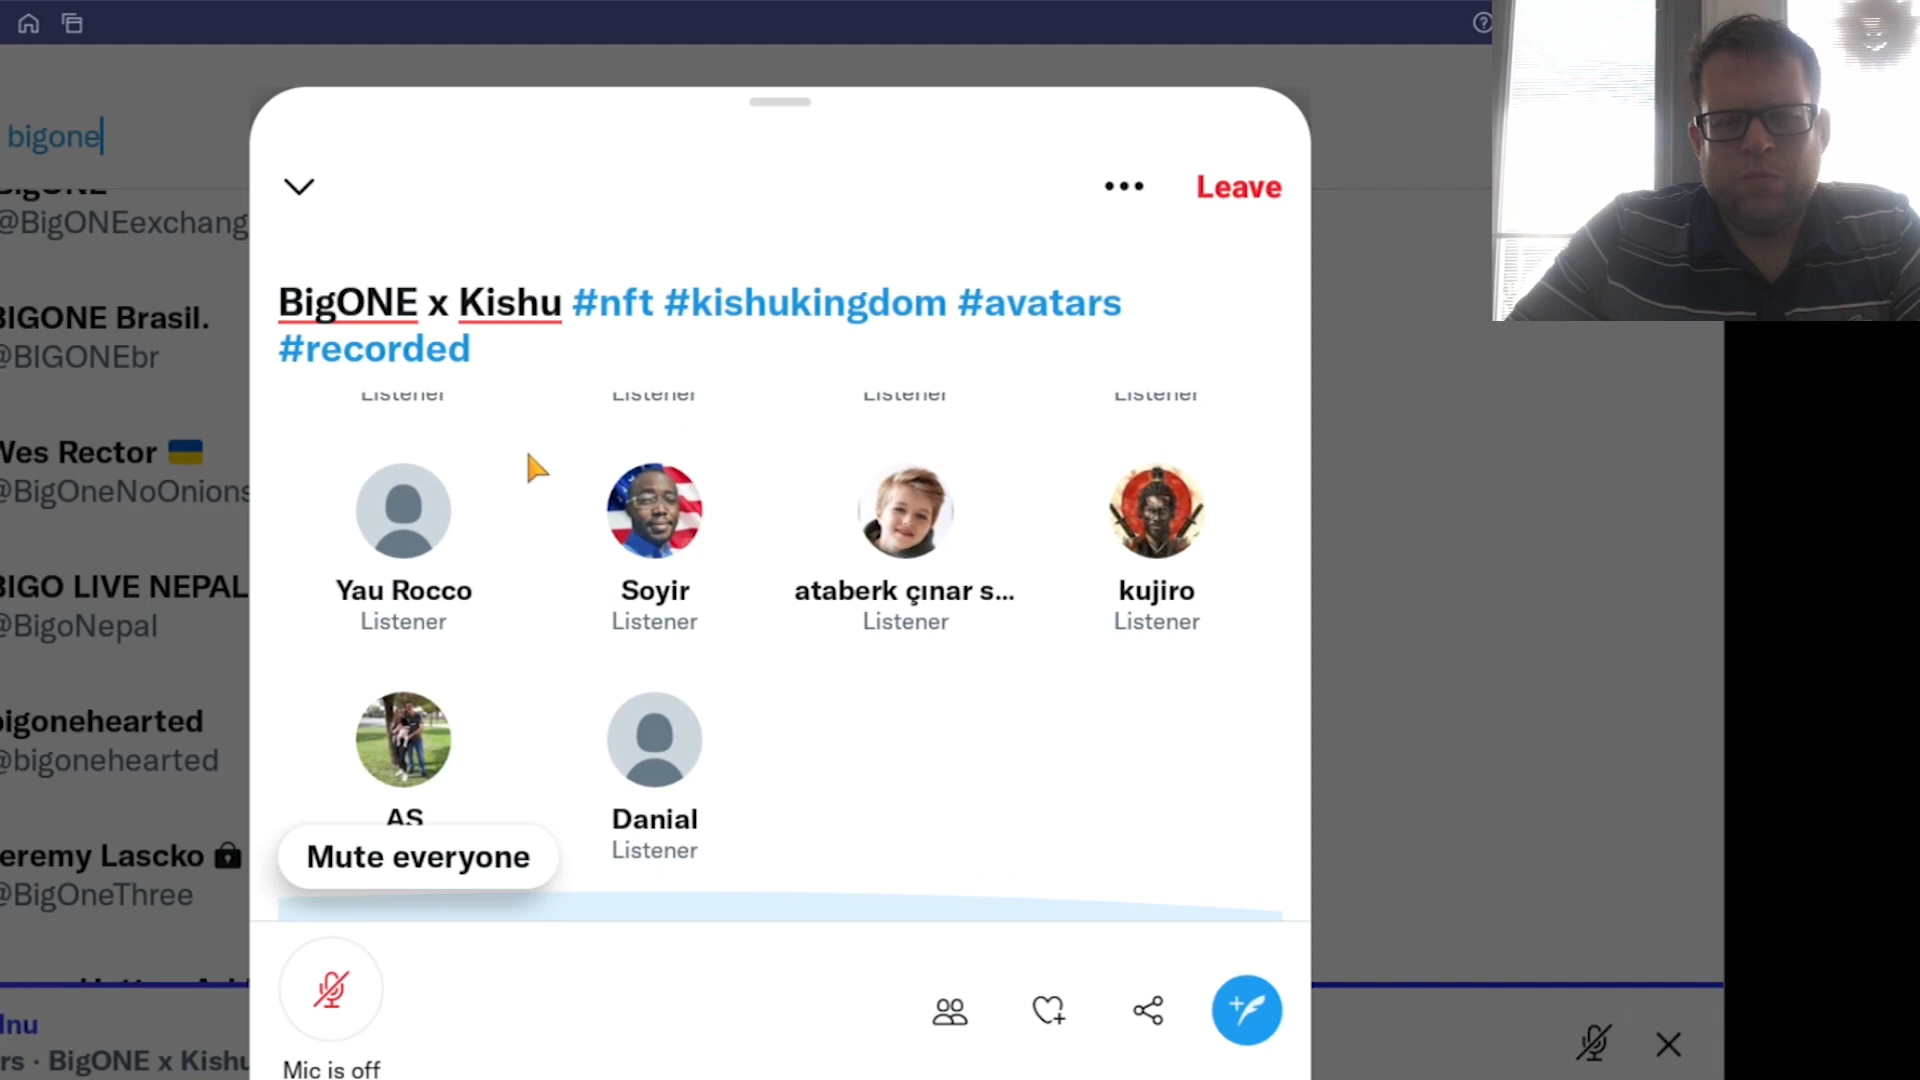 bigone
BigONE
@BigONEexchang
BIGONE Brasil.
@BIGONEbr
Wes Rector
@BigOneNoOnions
BIGO LIVE NEPAL
@BigoNepal
bigonehearted
@bigonehearted
eremy Lascko
@BigOneThree
Inu
rs · BigONE x Kishu
Leave
BigONE x Kishu #nft #kishukingdom #avatars
#recorded
Listener Listener Listener Listener
Yau Rocco Soyir ataberk çınar s... kujiro
Listener Listener Listener Listener
AS Danial
Listener
Mute everyone
Mic is off